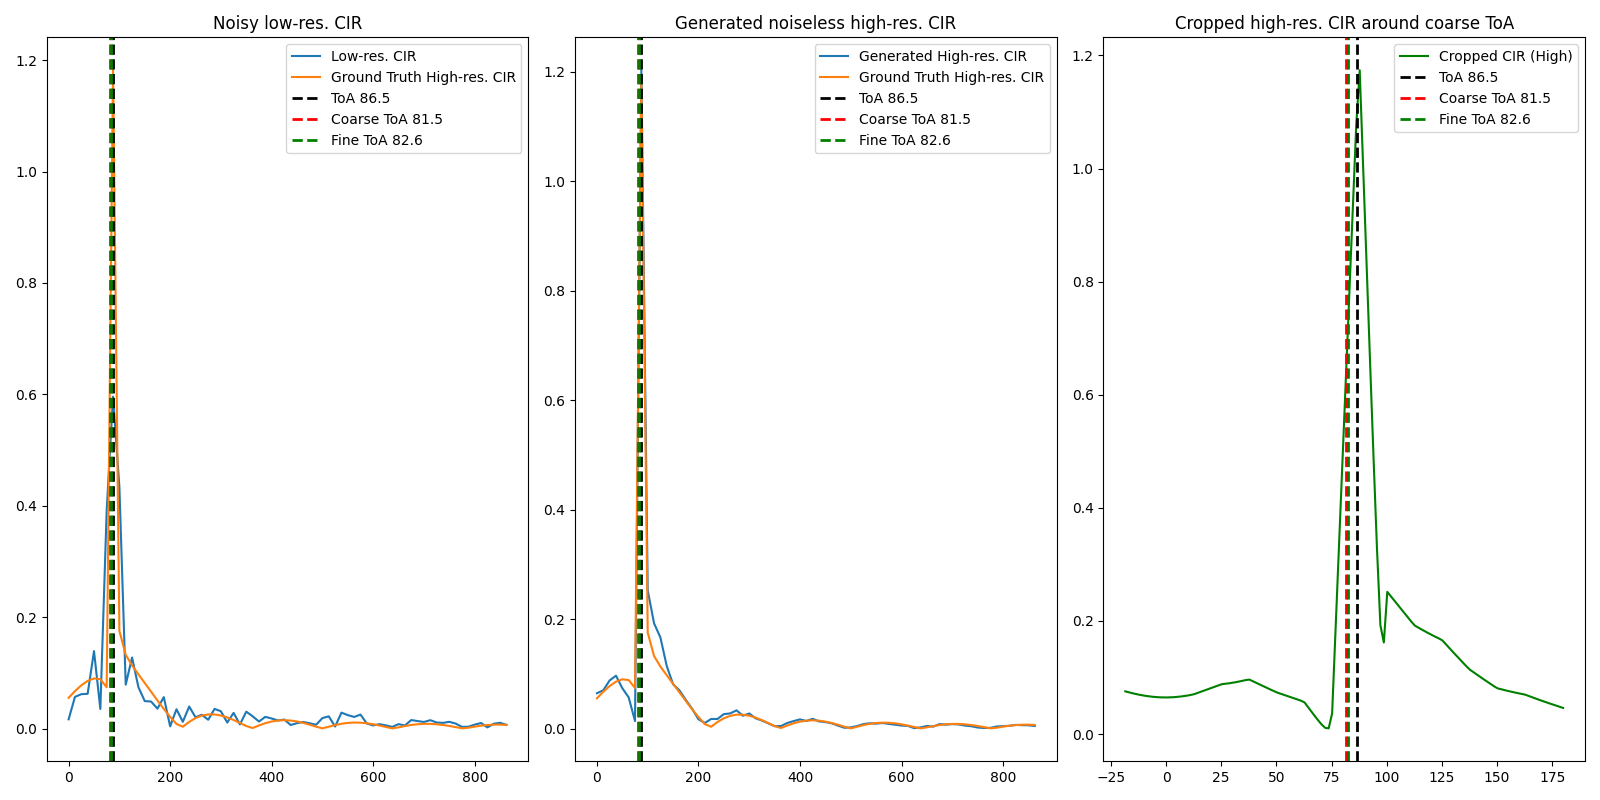 Noisy low-res. CIR
Low-res. CIR
Ground Truth High-res. CIR
ToA 86.5
Coarse ToA 81.5
Fine ToA 82.6
1.2
1.0
0.8
0.6
0.4
0.2
0.0
0 200 400 600 800
Generated noiseless high-res. CIR
Generated High-res. CIR
Ground Truth High-res. CIR
ToA 86.5
Coarse ToA 81.5
Fine ToA 82.6
1.2
1.0
0.8
0.6
0.4
0.2
0.0
0 200 400 600 800
Cropped high-res. CIR around coarse ToA
Cropped CIR (High)
ToA 86.5
Coarse ToA 81.5
Fine ToA 82.6
1.2
1.0
0.8
0.6
0.4
0.2
0.0
−25 0 25 50 75 100 125 150 175